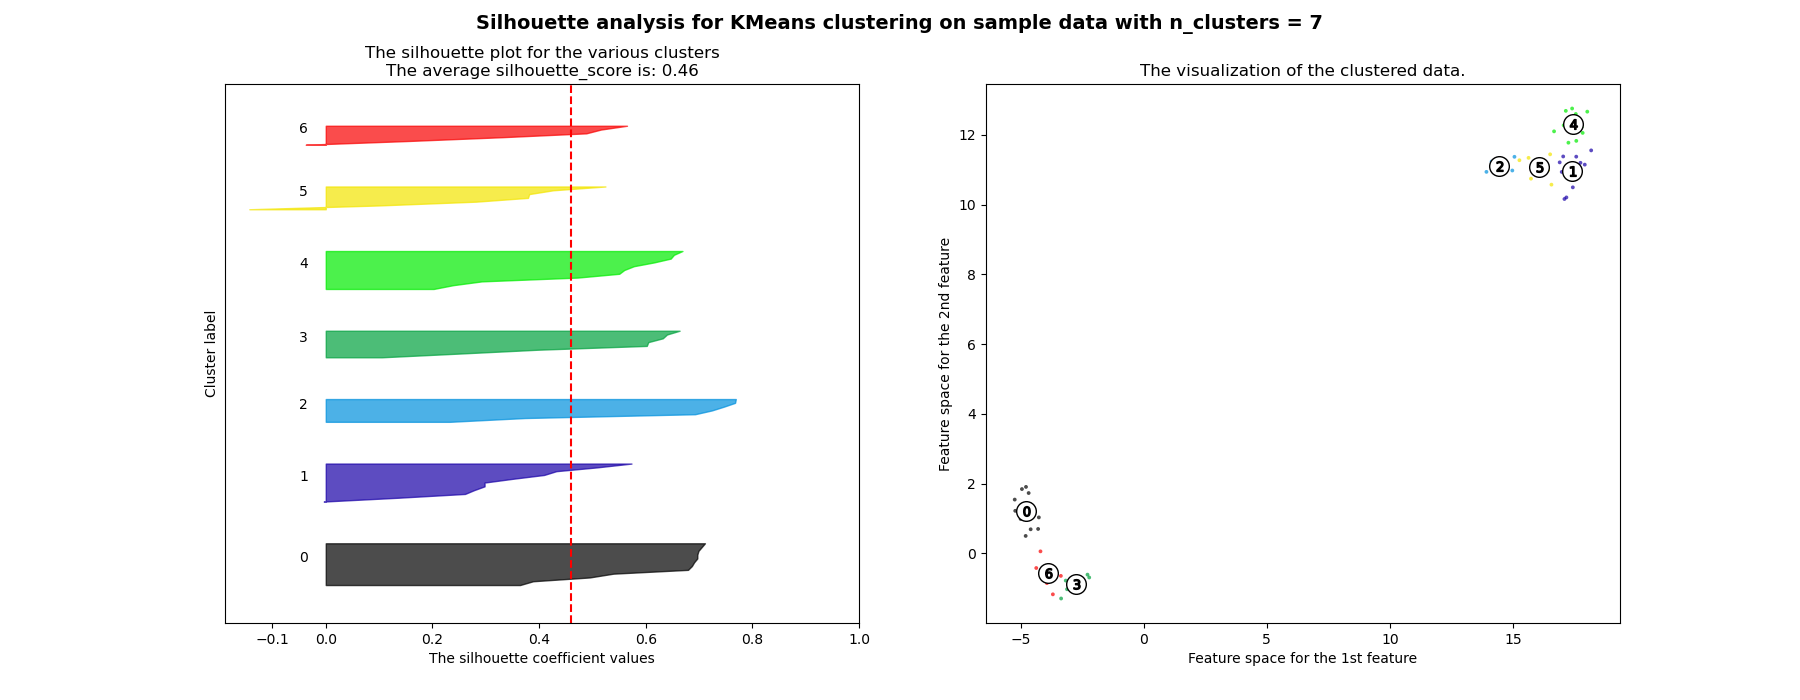 Silhouette analysis for KMeans clustering on sample data with n_clusters = 7
The silhouette plot for the various clusters
The average silhouette_score is: 0.46
6
5
4
3
2
1
0
Cluster label
−0.1 0.0 0.2 0.4 0.6 0.8 1.0
The silhouette coefficient values
The visualization of the clustered data.
12
10
8
6
4
2
0
Feature space for the 2nd feature
4
2 5 1
0
6 3
−5 0 5 10 15
Feature space for the 1st feature